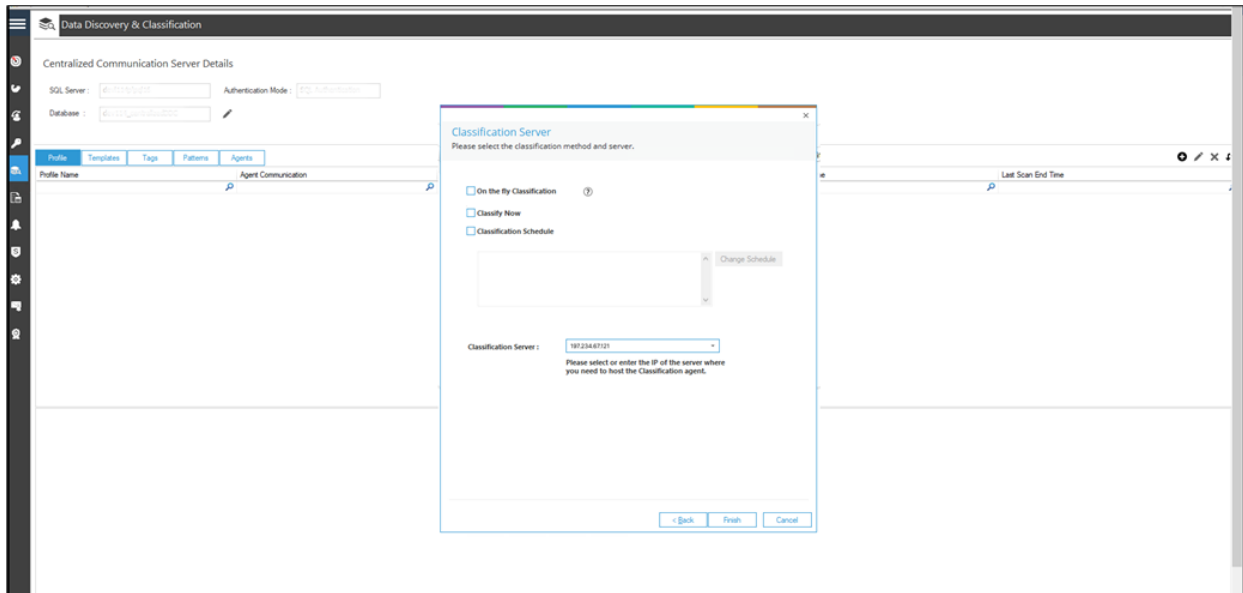 Data Discovery & Classification
Centralized Communication Server Details
SQL Server :
Authentication Mode : SQL Authentication
Database :
Profile Templates Tags Patterns Agents
Profile Name Agent Communication Last Scan End Time
Classification Server
Please select the classification method and server.
On the fly Classification ?
Classify Now
Classification Schedule
Change Schedule
Classification Server : 197.234.67.121
Please select or enter the IP of the server where
you need to host the Classification agent.
< Back Finish Cancel